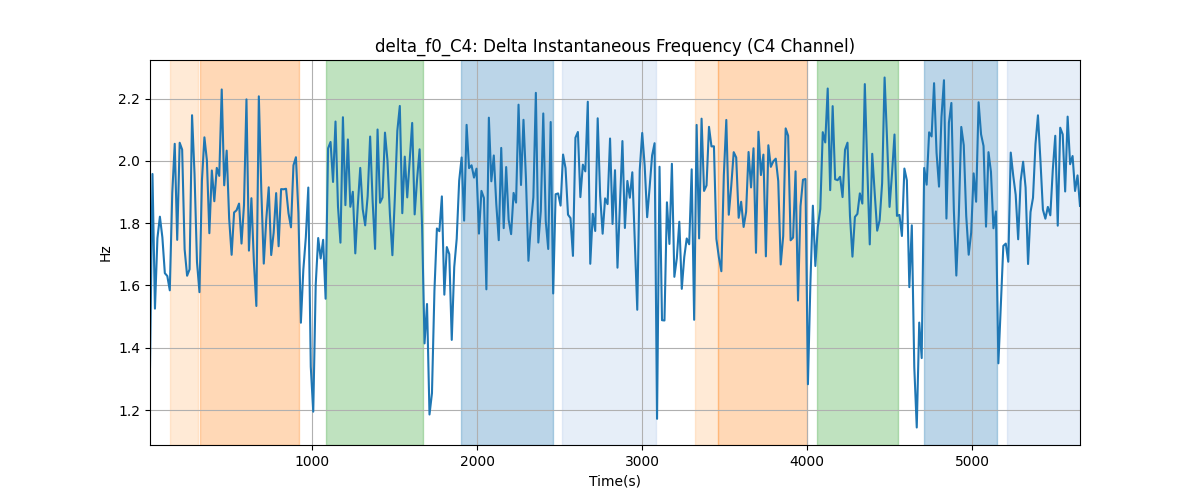 delta_f0_C4: Delta Instantaneous Frequency (C4 Channel)
2.2
2.0
1.8
1.6
1.4
1.2
Hz
1000 2000 3000 4000 5000
Time(s)